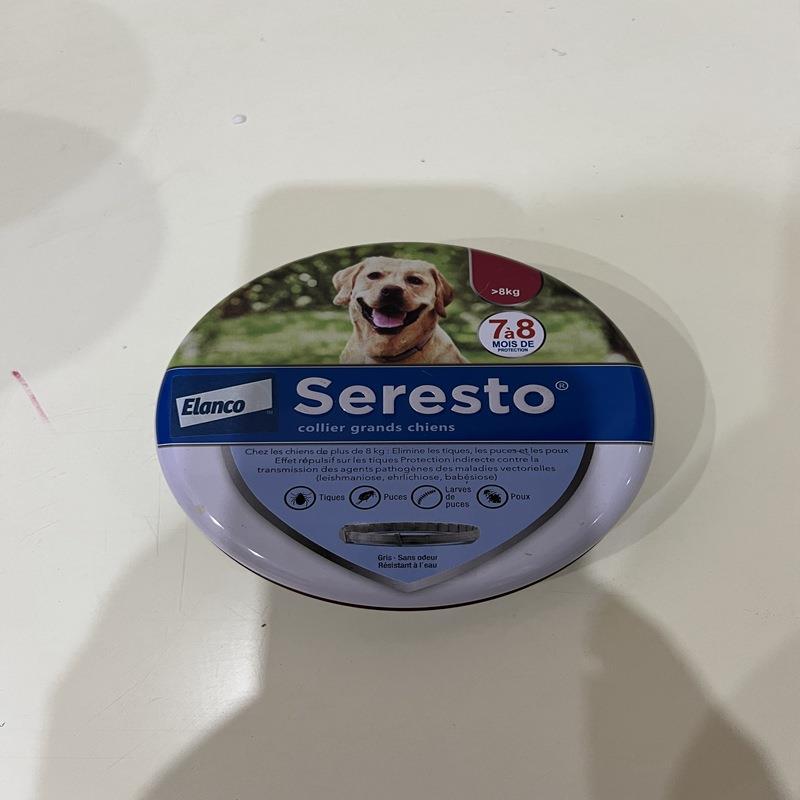 >8kg
7à8
MOIS DE
PROTECTION
Elanco™
Seresto®
collier grands chiens
Chez les chiens de plus de 8 kg : Elimine les tiques, les puces et les poux
Effet répulsif sur les tiques Protection indirecte contre la
transmission des agents pathogènes des maladies vectorielles
(leishmaniose, ehrlichiose, babésiose)
Tiques
Puces
Larves
de
puces
Poux
Gris - Sans odeur
Résistant à l'eau